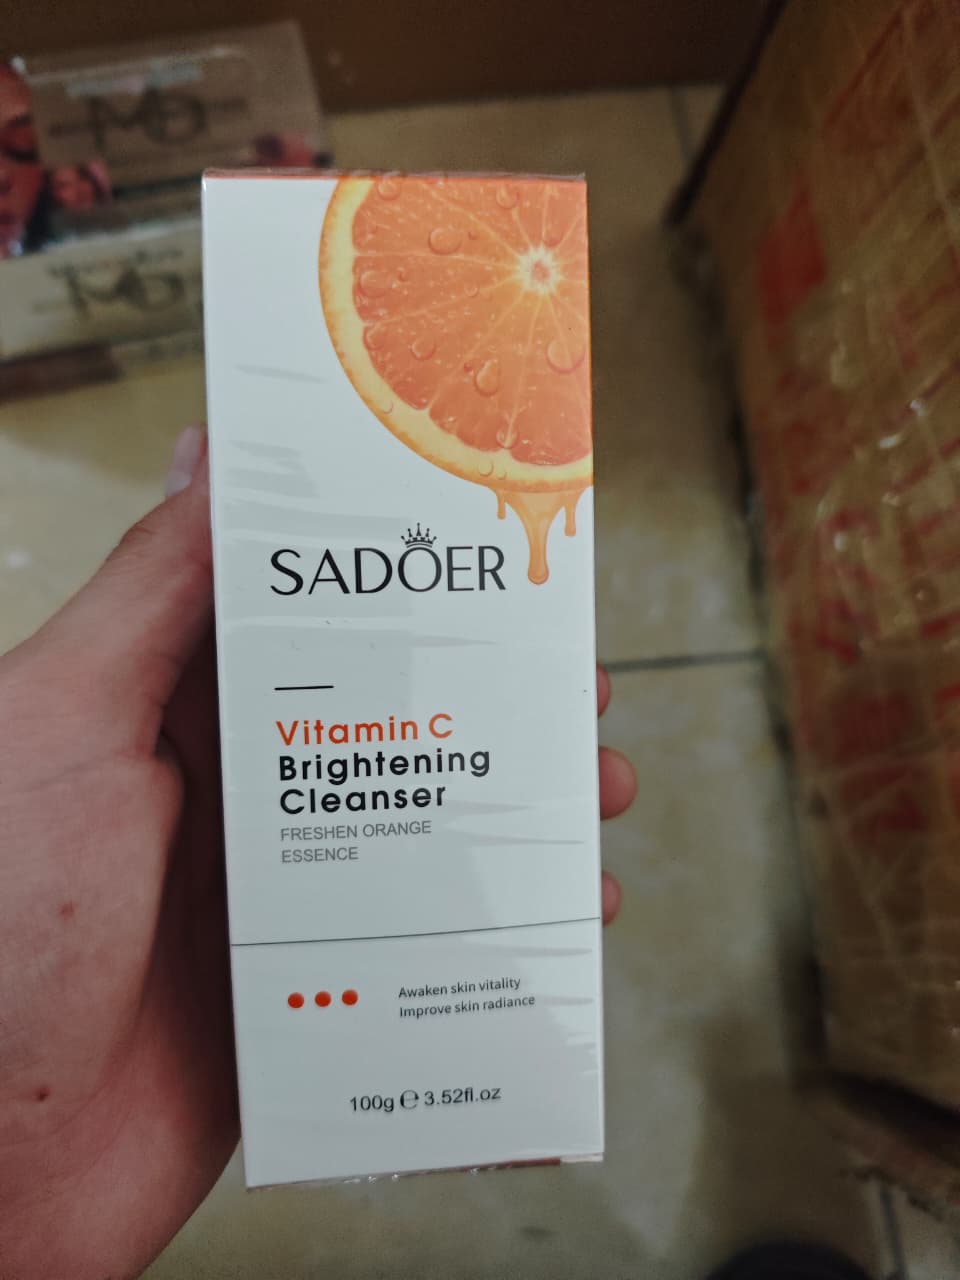 SADOER
Vitamin C
Brightening
Cleanser
FRESHEN ORANGE
ESSENCE
Awaken skin vitality
Improve skin radiance
100g ℮ 3.52fl.oz